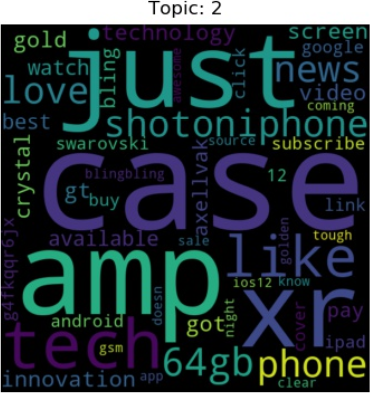 Topic: 2
gold technology screen
google
watch bling click awesome news
just
love video
coming
best shotoniphone
swarovski source subscribe
crystal blingbling case 12
gt buy axellvak link
g4fkqqr6jx available sale golden tough
amp like
ios12 know
android doesn got night xr cover pay
tech gsm ipad
64gb phone
innovation app clear